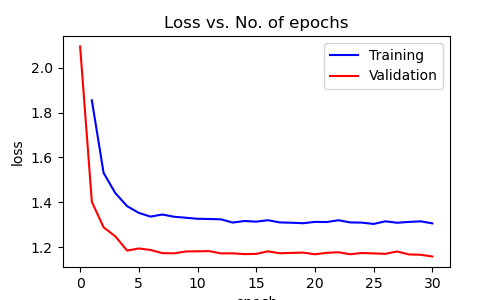 Loss vs. No. of epochs
Training
Validation
loss
2.0
1.8
1.6
1.4
1.2
0 5 10 15 20 25 30
epoch